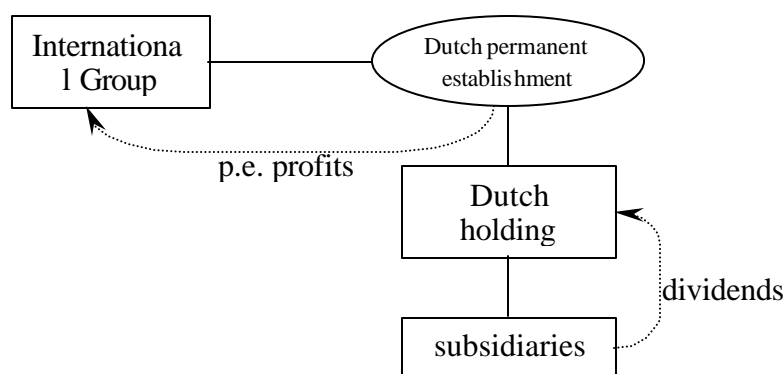 Internationa
l Group
Dutch permanent
establishment
p.e. profits
Dutch
holding
dividends
subsidiaries